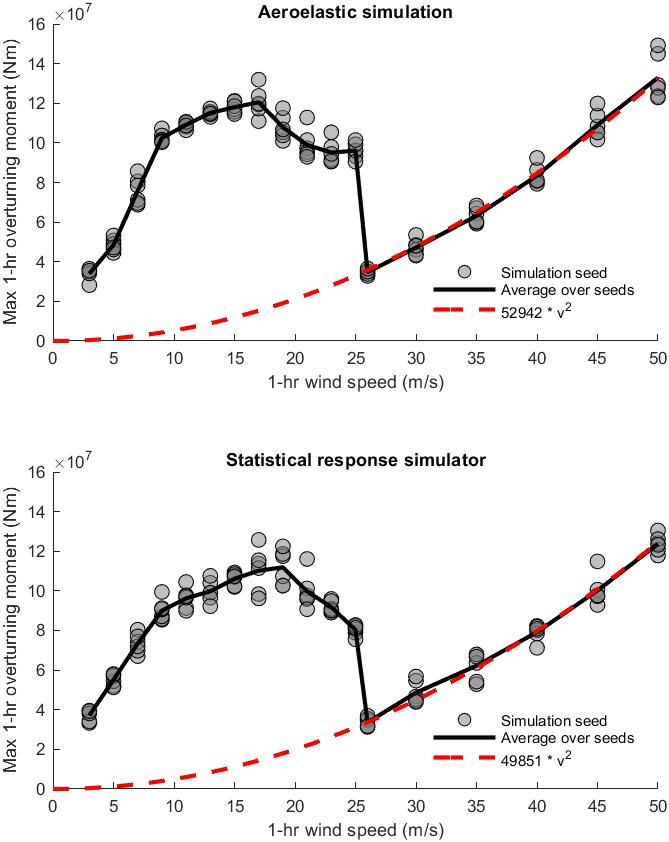 Aeroelastic simulation
×10⁷
Max 1-hr overturning moment (Nm)
16
14
12
10
8
6
4
2
0
Simulation seed
Average over seeds
52942 * v²
0 5 10 15 20 25 30 35 40 45 50
1-hr wind speed (m/s)
Statistical response simulator
×10⁷
Max 1-hr overturning moment (Nm)
16
14
12
10
8
6
4
2
0
Simulation seed
Average over seeds
49851 * v²
0 5 10 15 20 25 30 35 40 45 50
1-hr wind speed (m/s)